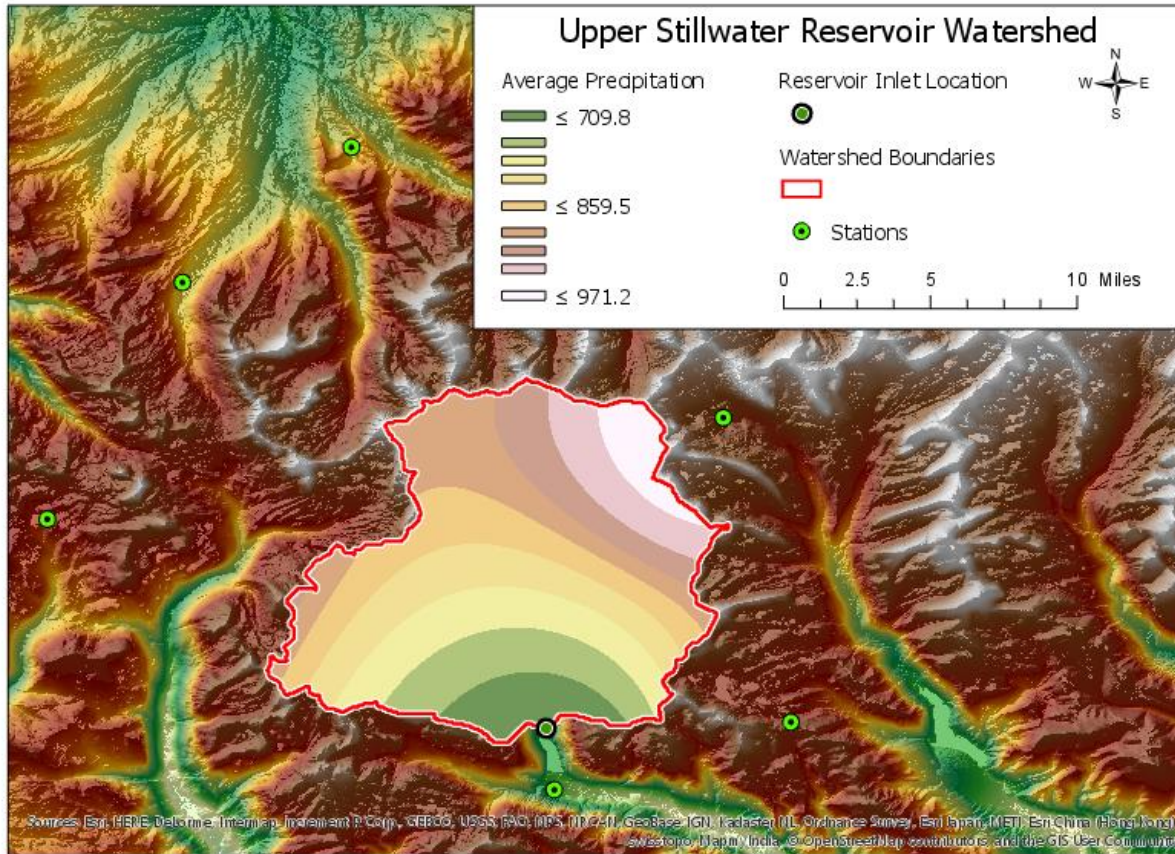 Upper Stillwater Reservoir Watershed
Average Precipitation
≤ 709.8
≤ 859.5
≤ 971.2
Reservoir Inlet Location
Watershed Boundaries
Stations
N
W E
S
0 2.5 5 10 Miles
Sources: Esri, HERE, DeLorme, Intermap, increment P Corp., GEBCO, USGS, FAO, NPS, NRCAN, GeoBase, IGN, Kadaster NL, Ordnance Survey, Esri Japan, METI, Esri China (Hong Kong),
swisstopo, MapmyIndia, © OpenStreetMap contributors, and the GIS User Community